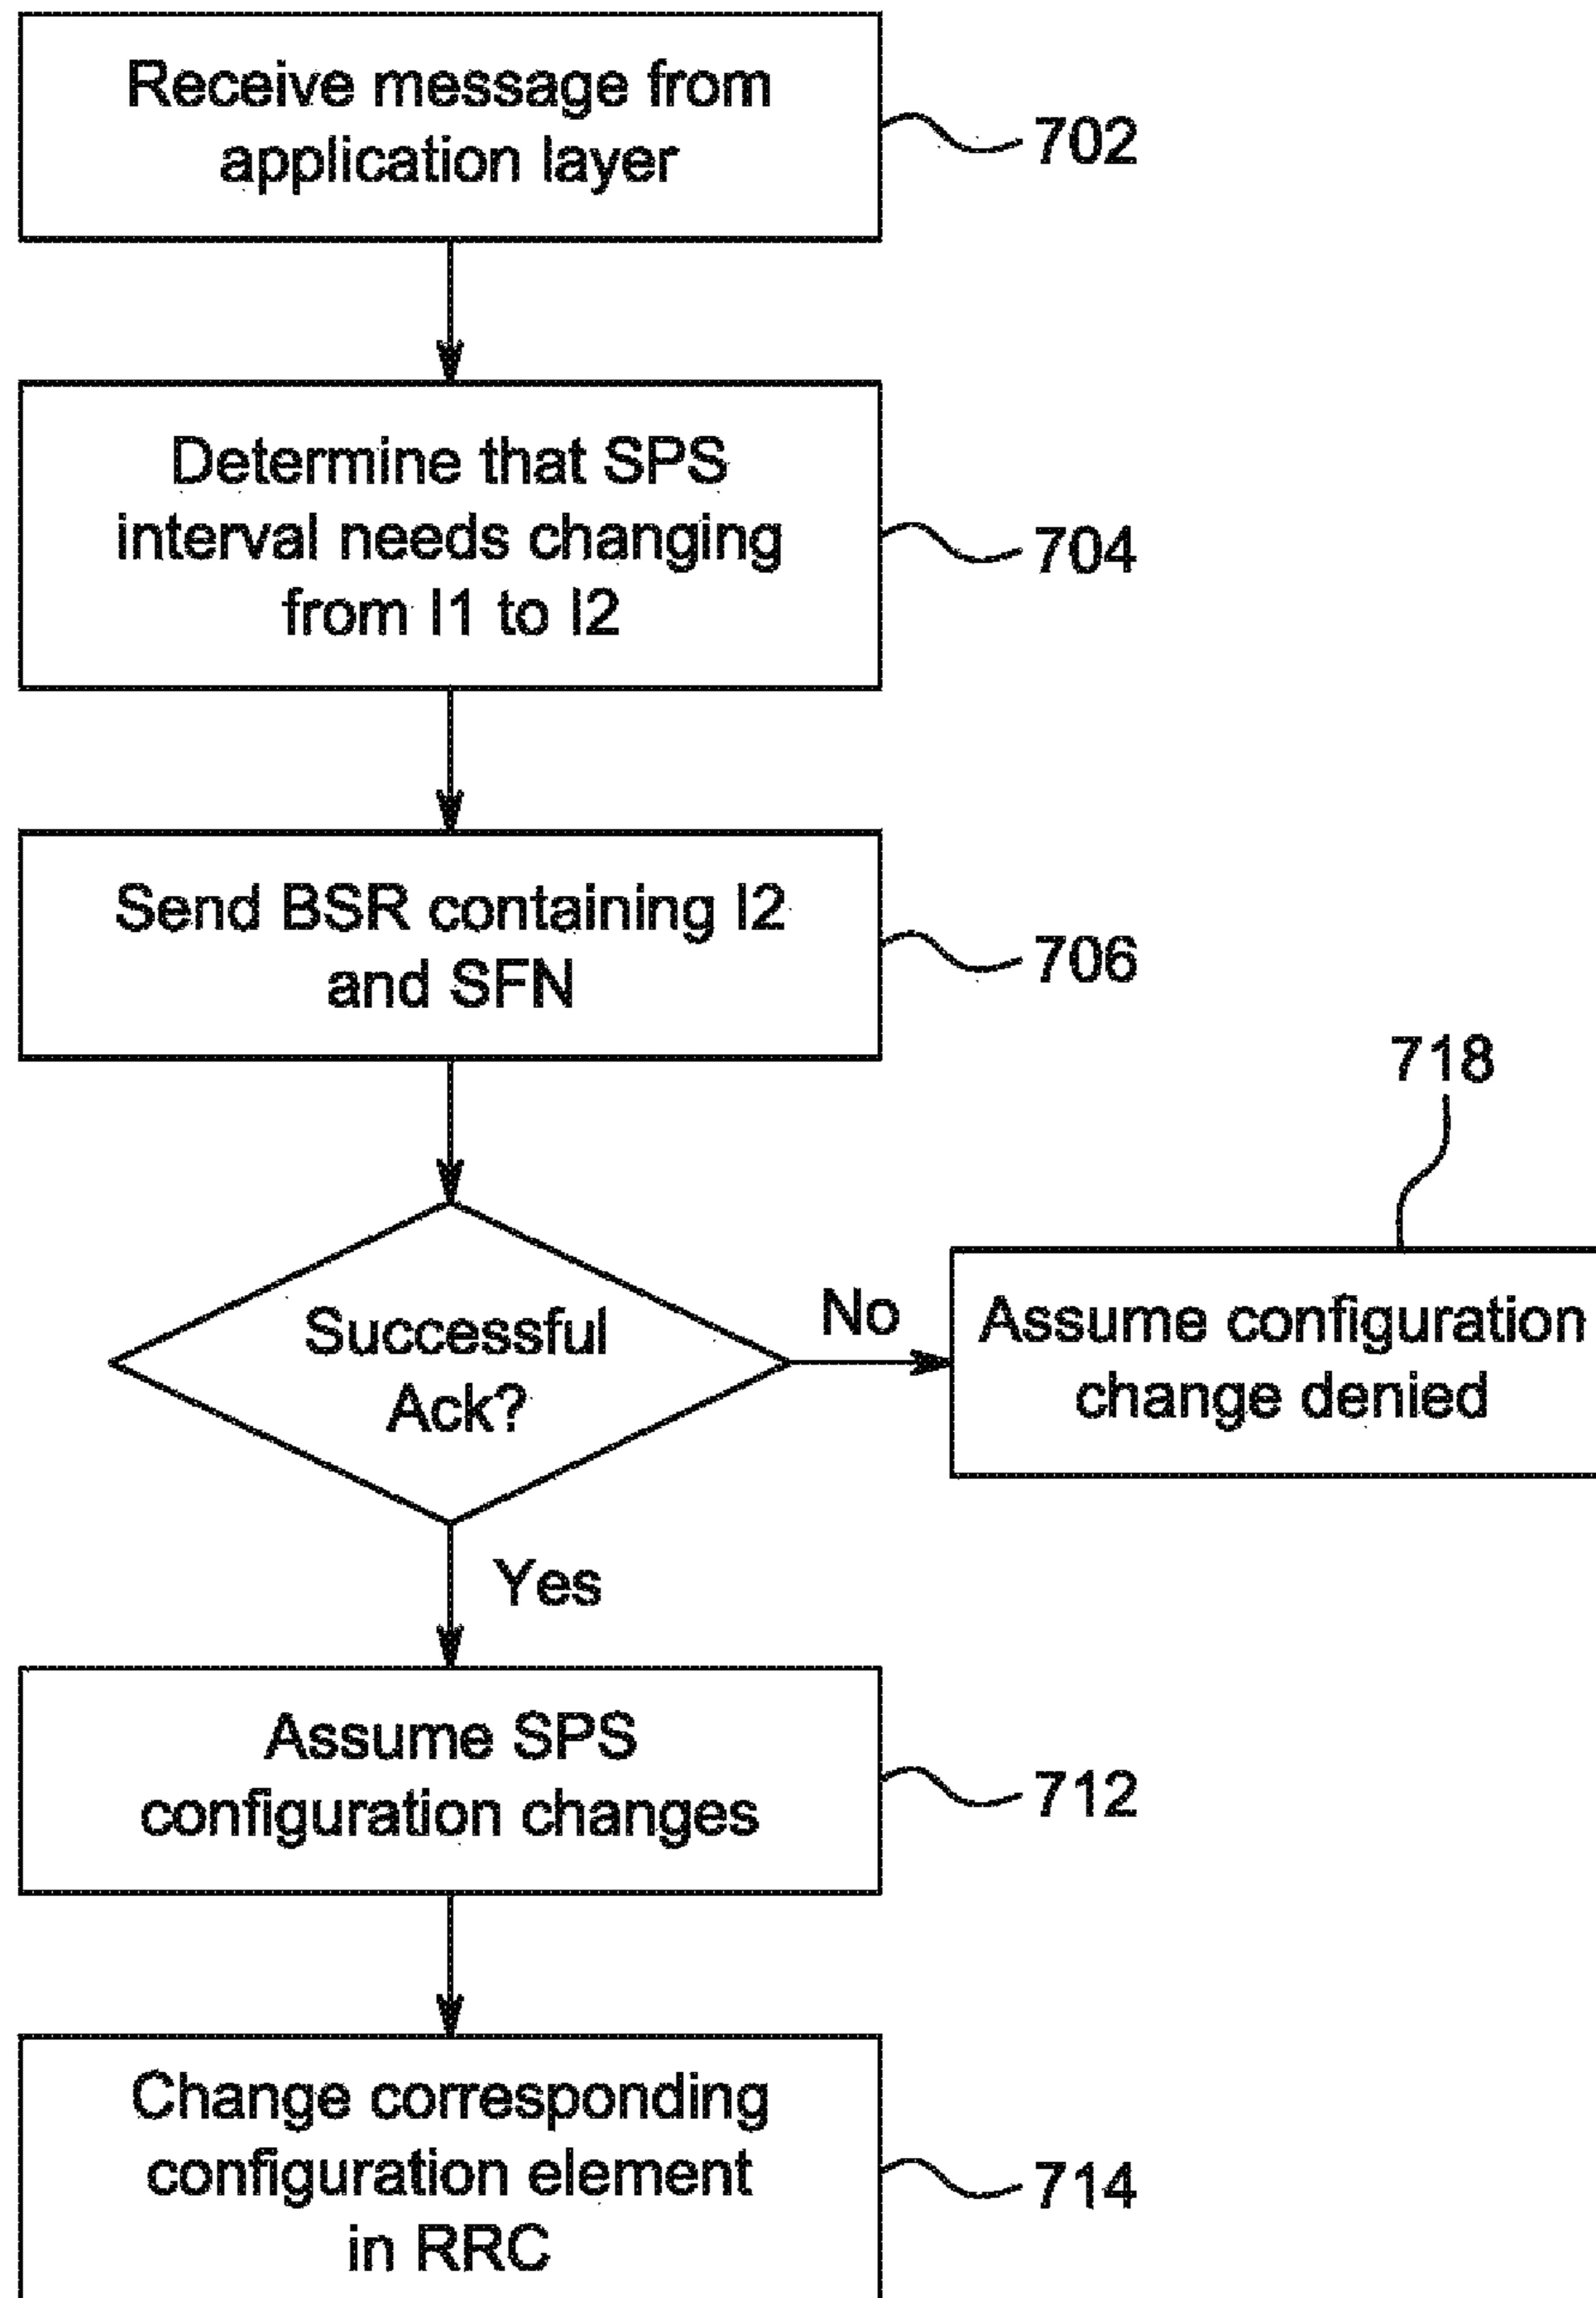 Receive message from
application layer
702
Determine that SPS
interval needs changing
from I1 to I2
704
Send BSR containing I2
and SFN
706
718
Successful
Ack?
No
Assume configuration
change denied
Yes
Assume SPS
configuration changes
712
Change corresponding
configuration element
in RRC
714